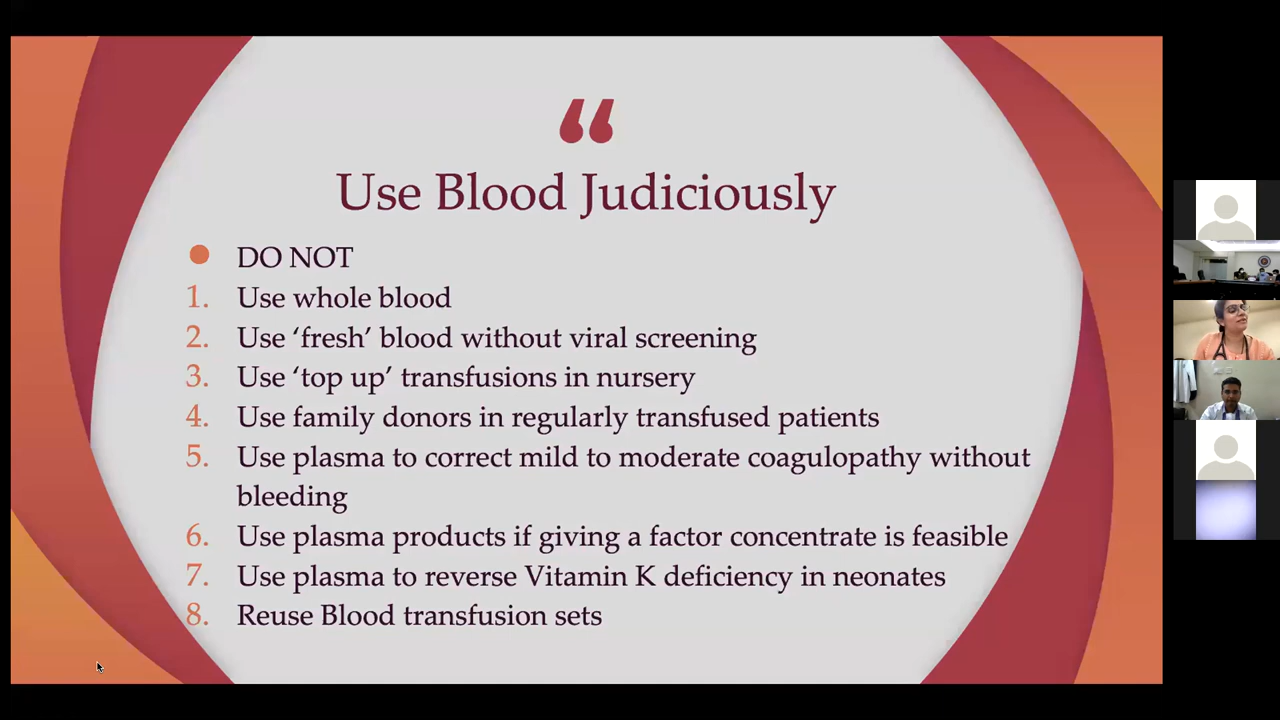 “
Use Blood Judiciously
DO NOT
1. Use whole blood
2. Use ‘fresh’ blood without viral screening
3. Use ‘top up’ transfusions in nursery
4. Use family donors in regularly transfused patients
5. Use plasma to correct mild to moderate coagulopathy without
bleeding
6. Use plasma products if giving a factor concentrate is feasible
7. Use plasma to reverse Vitamin K deficiency in neonates
8. Reuse Blood transfusion sets